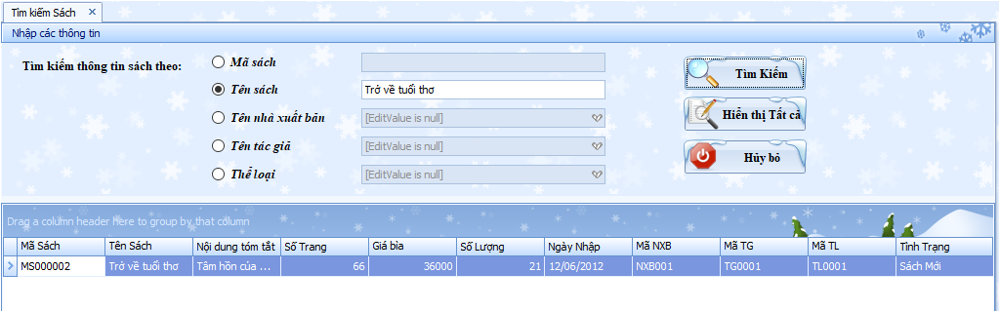 Tìm kiếm Sách
Nhập các thông tin
Tìm kiếm thông tin sách theo:
Mã sách
Tên sách
Trở về tuổi thơ
Tên nhà xuất bản
[EditValue is null]
Tên tác giả
[EditValue is null]
Thể loại
[EditValue is null]
Tìm Kiếm
Hiển thị Tất cả
Hủy bỏ
Drag a column header here to group by that column
Mã Sách Tên Sách Nội dung tóm tắt Số Trang Giá bìa Số Lượng Ngày Nhập Mã NXB Mã TG Mã TL Tình Trạng
MS000002 Trở về tuổi thơ Tâm hồn của ... 66 36000 21 12/06/2012 NXB001 TG0001 TL0001 Sách Mới